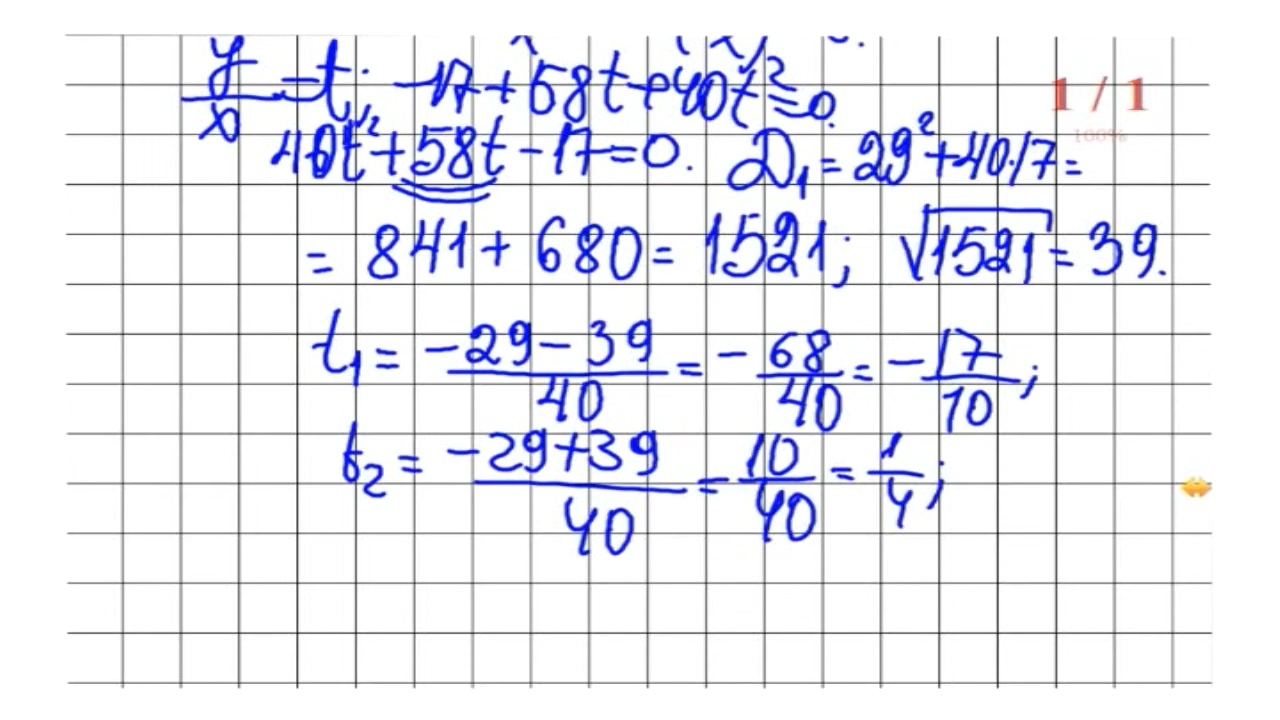 y/x = t. -17 + 58t + 40t² = 0.
1 / 1
100%
40t² + 58t - 17 = 0. D₁ = 29² + 40·17 =
= 841 + 680 = 1521; √1521 = 39.
t₁ = (-29 - 39)/40 = -68/40 = -17/10;
t₂ = (-29 + 39)/40 = 10/40 = 1/4;